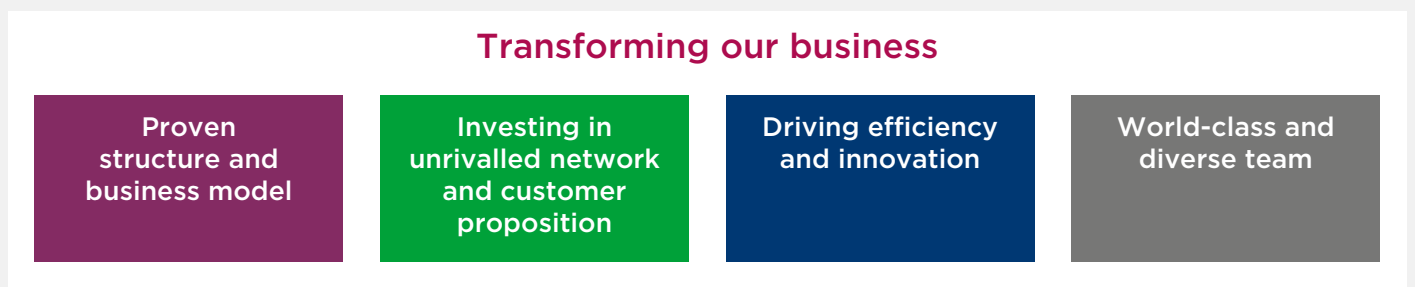 Transforming our business
Proven
structure and
business model
Investing in
unrivalled network
and customer
proposition
Driving efficiency
and innovation
World-class and
diverse team